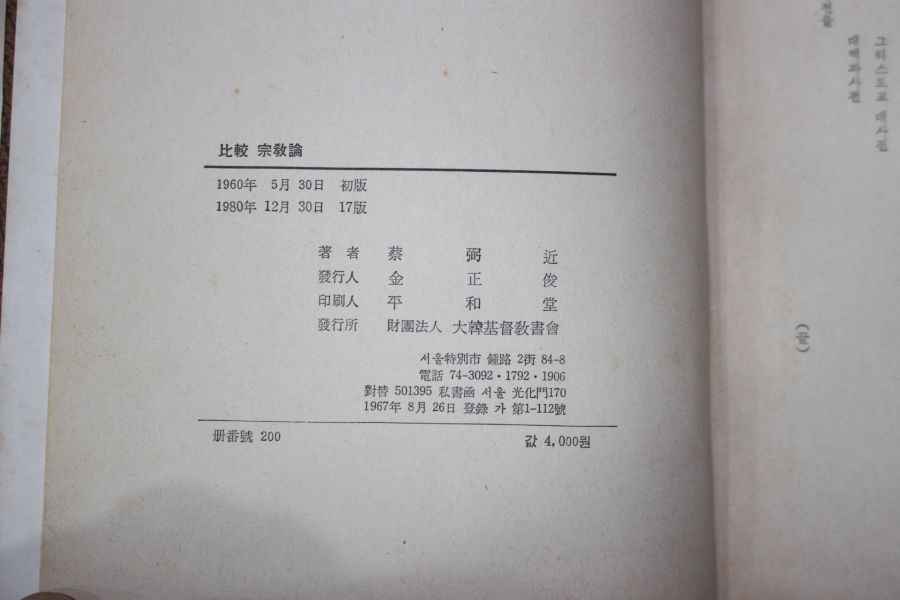 比較 宗敎論
1960年 5月 30日 初版
1980年 12月 30日 17版
著 者 蔡 弼 近
發行人 金 正 俊
印刷人 平 和 堂
發行所 財團法人 大韓基督敎書會
서울特別市 鍾路 2街 84-8
電話 74-3092·1792·1906
對替 501395 私書函 서울 光化門170
1967年 8月 26日 登錄 가 第1-112號
册番號 200
값 4,000원
그리스도교 대사전
대백과사전
전들
(끝)